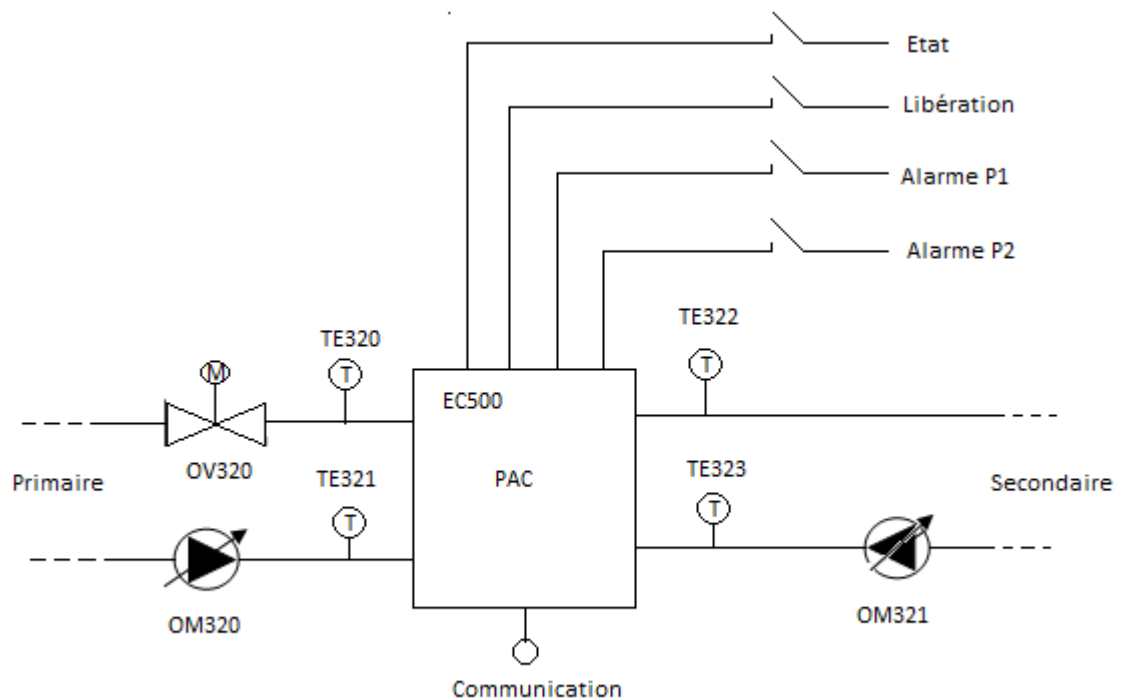 Etat
Libération
Alarme P1
Alarme P2
TE322
TE320
M
T
T
EC500
OV320
TE321
PAC
TE323
Primaire
Secondaire
T
T
OM320
OM321
Communication